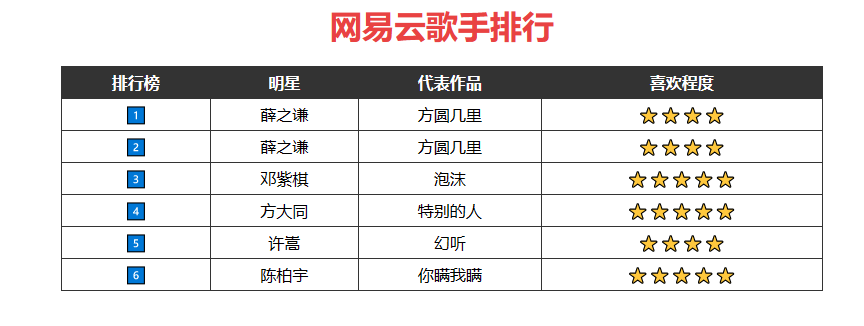 网易云歌手排行
排行榜 明星 代表作品 喜欢程度
1 薛之谦 方圆几里
2 薛之谦 方圆几里
3 邓紫棋 泡沫
4 方大同 特别的人
5 许嵩 幻听
6 陈柏宇 你瞒我瞒